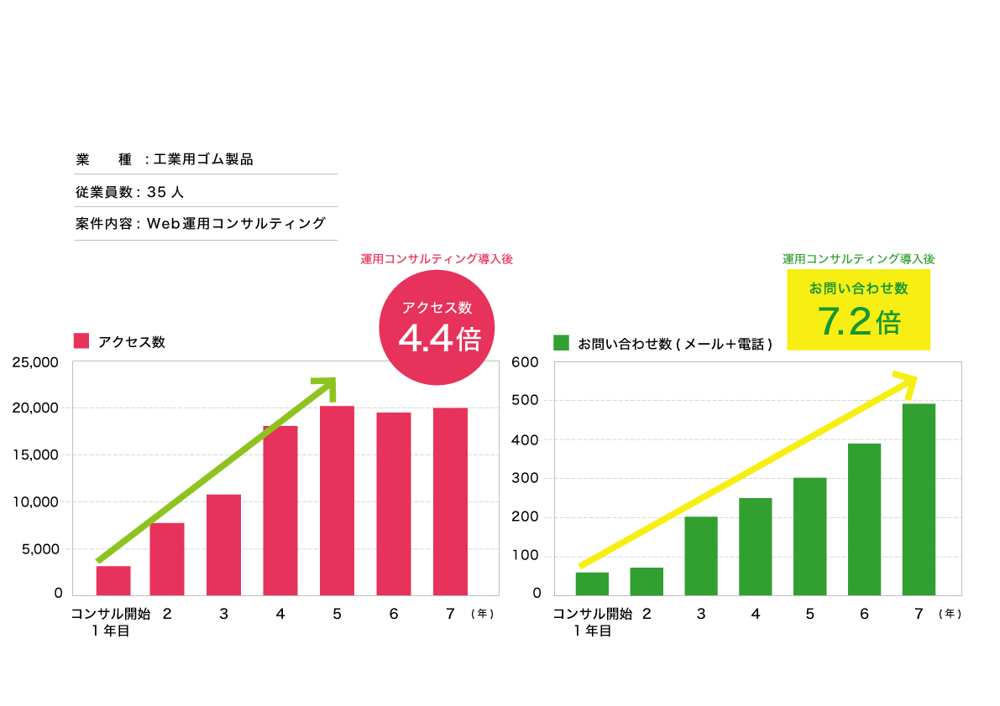 業　　種　: 工業用ゴム製品
従業員数 : 35 人
案件内容 : Web運用コンサルティング
運用コンサルティング導入後
アクセス数
4.4倍
アクセス数
25,000
20,000
15,000
10,000
5,000
0
コンサル開始 2 3 4 5 6 7 (年)
1 年目
運用コンサルティング導入後
お問い合わせ数
7.2倍
お問い合わせ数 (メール＋電話)
600
500
400
300
200
100
0
コンサル開始 2 3 4 5 6 7 (年)
1 年目